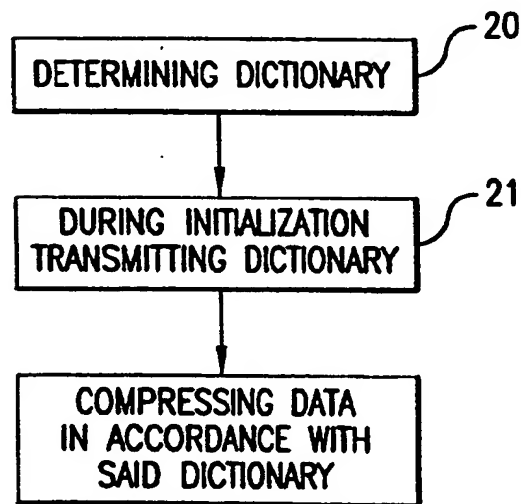 20
DETERMINING DICTIONARY
21
DURING INITIALIZATION
TRANSMITTING DICTIONARY
COMPRESSING DATA
IN ACCORDANCE WITH
SAID DICTIONARY